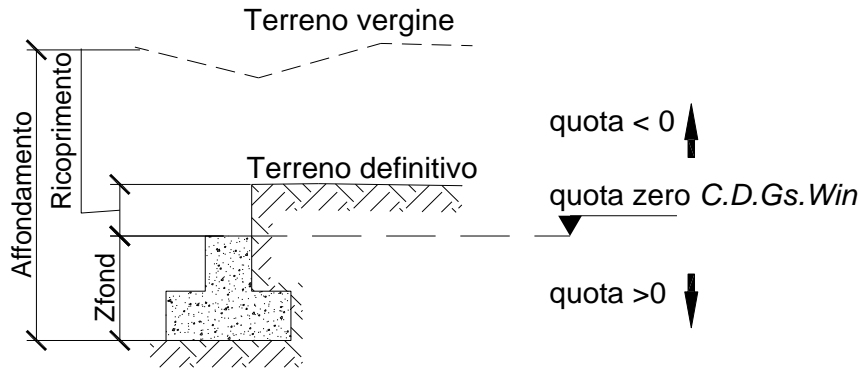 Terreno vergine
Affondamento
Ricoprimento
quota < 0
Terreno definitivo
quota zero C.D.Gs.Win
Zfond
quota >0